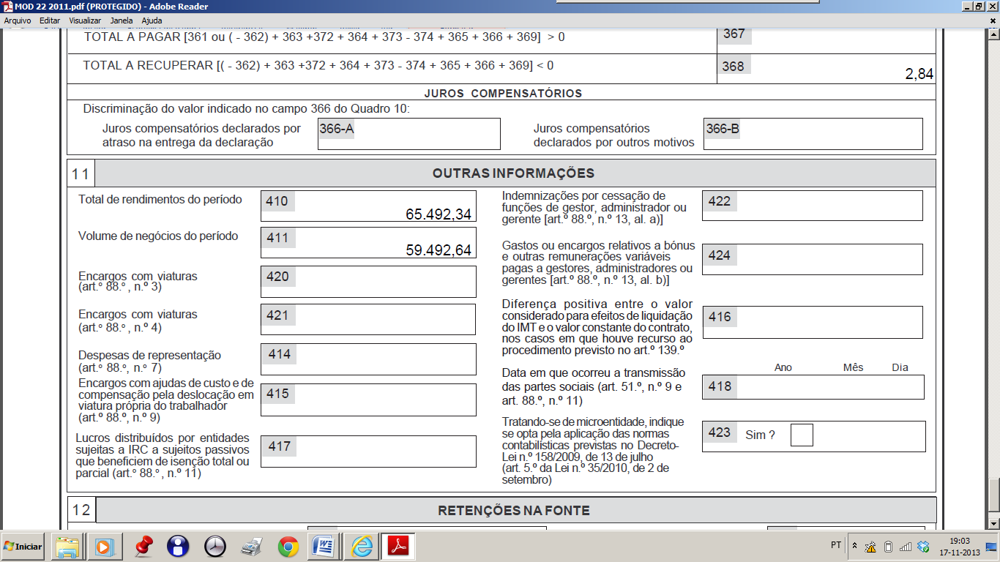 MOD 22 2011.pdf (PROTEGIDO) - Adobe Reader
Arquivo Editar Visualizar Janela Ajuda
TOTAL A PAGAR [361 ou ( - 362) + 363 +372 + 364 + 373 - 374 + 365 + 366 + 369] > 0
367
TOTAL A RECUPERAR [( - 362) + 363 +372 + 364 + 373 - 374 + 365 + 366 + 369] < 0
368
2,84
JUROS COMPENSATÓRIOS
Discriminação do valor indicado no campo 366 do Quadro 10:
Juros compensatórios declarados por
atraso na entrega da declaração
366-A
Juros compensatórios
declarados por outros motivos
366-B
11
OUTRAS INFORMAÇÕES
Total de rendimentos do período
410
65.492,34
Volume de negócios do período
411
59.492,64
Encargos com viaturas
(art.º 88.º , n.º 3)
420
Encargos com viaturas
(art.º 88.º , n.º 4)
421
Despesas de representação
(art.º 88.º, n.º 7)
414
Encargos com ajudas de custo e de
compensação pela deslocação em
viatura própria do trabalhador
(art.º 88.º, n.º 9)
415
Lucros distribuídos por entidades
sujeitas a IRC a sujeitos passivos
que beneficiem de isenção total ou
parcial (art.º 88.º , n.º 11)
417
Indemnizações por cessação de
funções de gestor, administrador ou
gerente [art.º 88.º, n.º 13, al. a)]
422
Gastos ou encargos relativos a bónus
e outras remunerações variáveis
pagas a gestores, administradores ou
gerentes [art.º 88.º, n.º 13, al. b)]
424
Diferença positiva entre o valor
considerado para efeitos de liquidação
do IMT e o valor constante do contrato,
nos casos em que houve recurso ao
procedimento previsto no art.º 139.º
416
Ano Mês Dia
Data em que ocorreu a transmissão
das partes sociais (art. 51.º, n.º 9 e
art. 88.º, n.º 11)
418
Tratando-se de microentidade, indique
se opta pela aplicação das normas
contabilísticas previstas no Decreto-
Lei n.º 158/2009, de 13 de julho
(art. 5.º da Lei n.º 35/2010, de 2 de
setembro)
423
Sim ?
12
RETENÇÕES NA FONTE
Iniciar
PT
19:03
17-11-2013